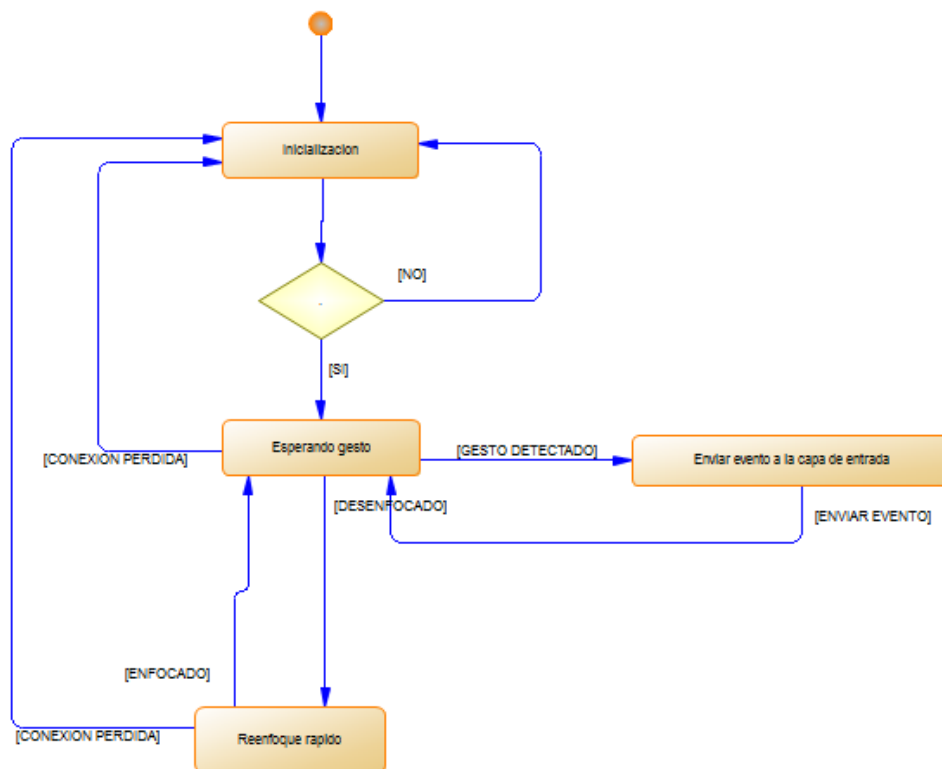 Inicializacion
[NO]
[SI]
Esperando gesto
[CONEXION PERDIDA]
[GESTO DETECTADO]
Enviar evento a la capa de entrada
[DESENFOCADO]
[ENVIAR EVENTO]
[ENFOCADO]
[CONEXION PERDIDA]
Reenfoque rapido